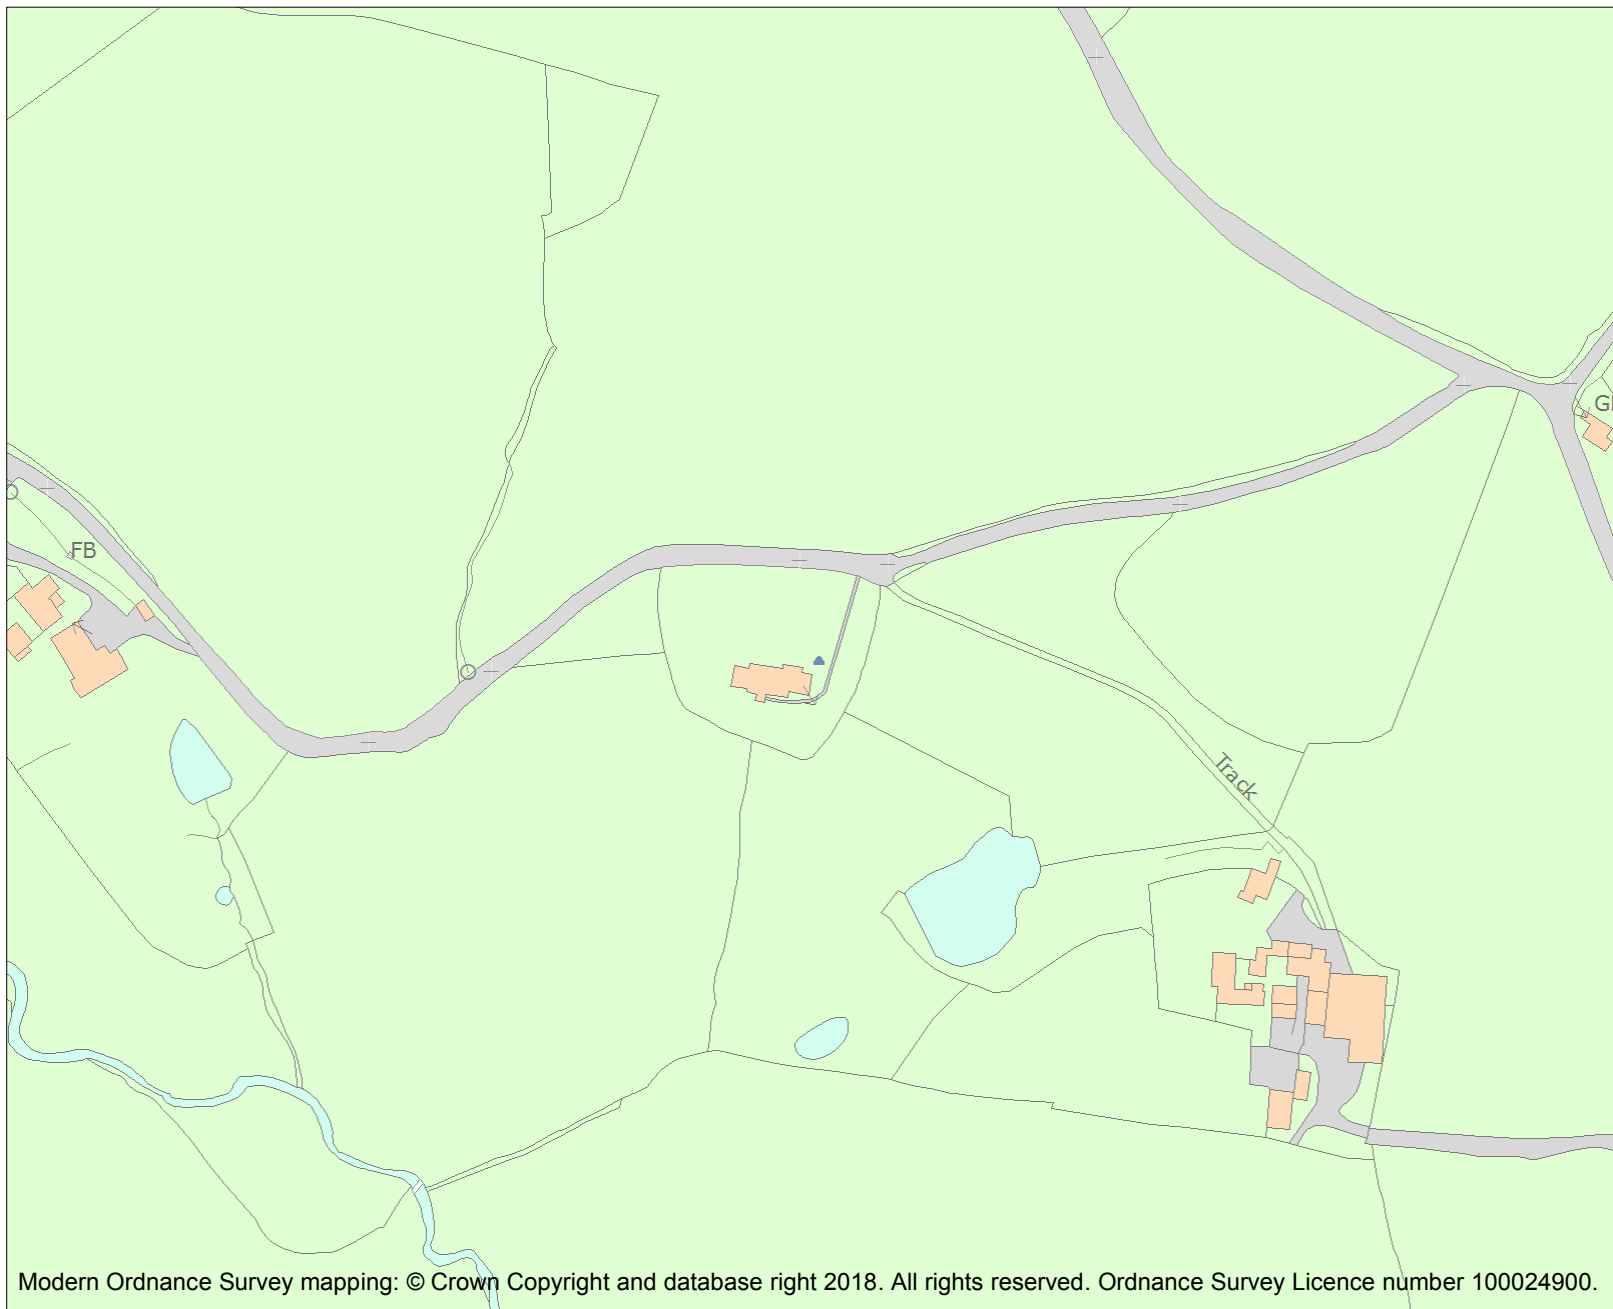 FB
Track
Modern Ordnance Survey mapping: © Crown Copyright and database right 2018. All rights reserved. Ordnance Survey Licence number 100024900.